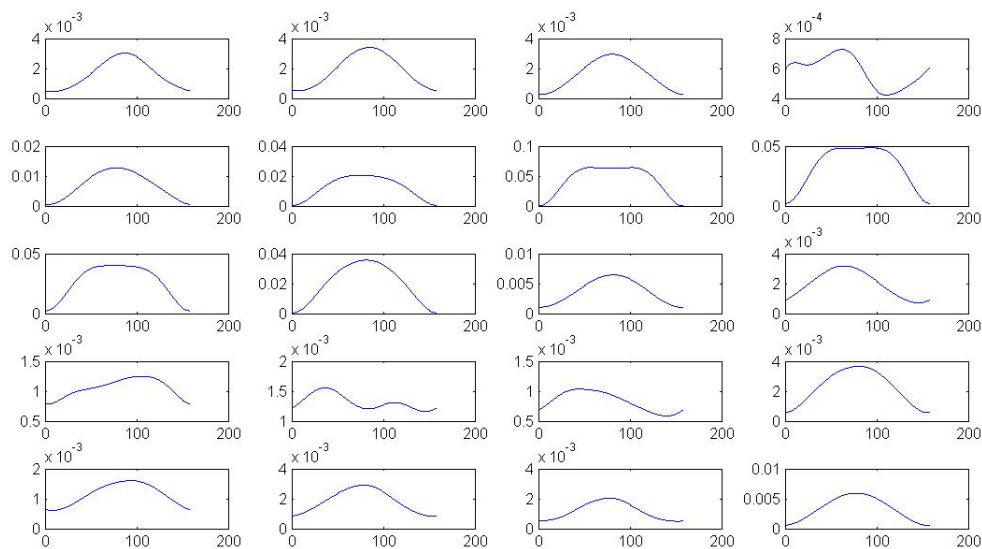 x 10^-3 x 10^-3 x 10^-3 x 10^-4
4 4 4 8
2 2 2 6
0 0 0 4
0 100 200 0 100 200 0 100 200 0 100 200
0.02 0.04 0.1 0.05
0.01 0.02 0.05
0 0 0 0
0 100 200 0 100 200 0 100 200 0 100 200
x 10^-3
0.05 0.04 0.01 4
0.02 0.005 2
0 0 0 0
0 100 200 0 100 200 0 100 200 0 100 200
x 10^-3 x 10^-3 x 10^-3 x 10^-3
1.5 2 1.5 4
1 1.5 1 2
0.5 1 0.5 0
0 100 200 0 100 200 0 100 200 0 100 200
x 10^-3 x 10^-3 x 10^-3
2 4 4 0.01
1 2 2 0.005
0 0 0 0
0 100 200 0 100 200 0 100 200 0 100 200